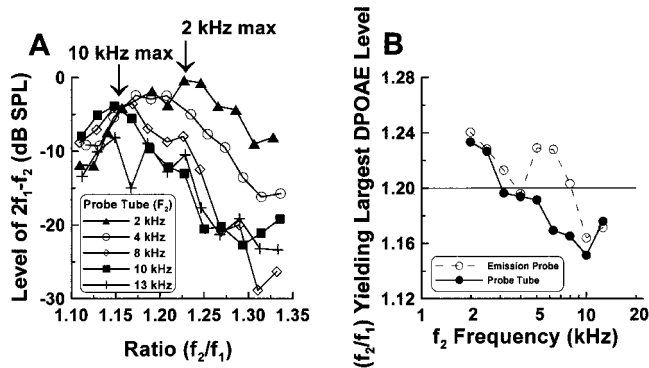 A
10 kHz max
2 kHz max
Level of 2f₁-f₂ (dB SPL)
0
-10
-20
-30
Probe Tube (F₂)
2 kHz
4 kHz
8 kHz
10 kHz
13 kHz
1.10 1.15 1.20 1.25 1.30 1.35
Ratio (f₂/f₁)
B
(f₂/f₁) Yielding Largest DPOAE Level
1.28
1.24
1.20
1.16
1.12
Emission Probe
Probe Tube
1 2 4 10 20
f₂ Frequency (kHz)